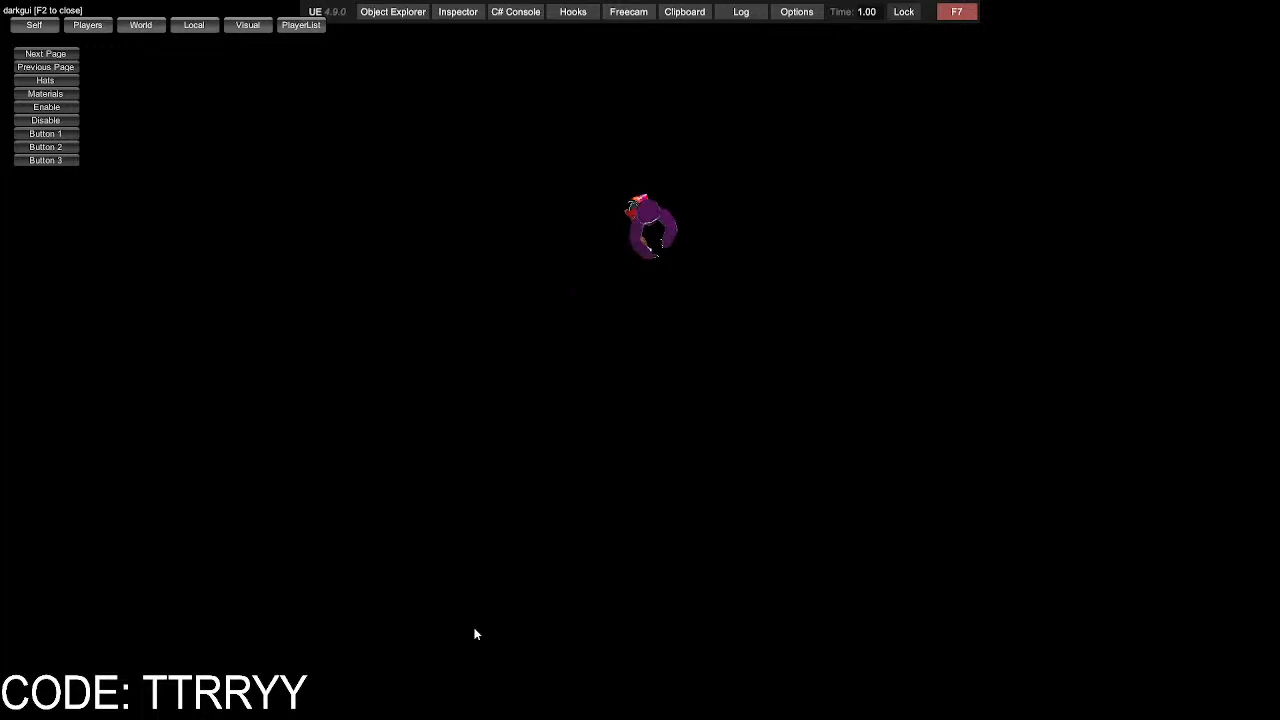 darkgui [F2 to close]
UE 4.9.0 Object Explorer Inspector C# Console Hooks Freecam Clipboard Log Options Time: 1.00 Lock F7
Self Players World Local Visual PlayerList
Next Page
Previous Page
Hats
Materials
Enable
Disable
Button 1
Button 2
Button 3
CODE: TTRRYY